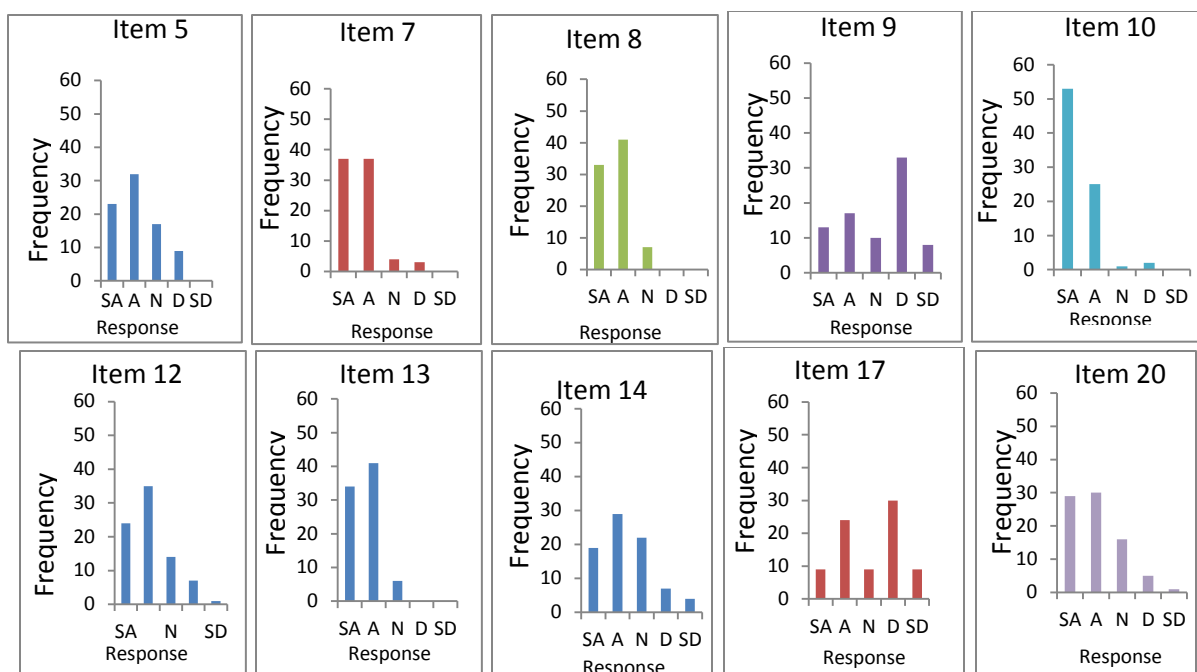 Item 5
60
50
40
30
20
10
0
Frequency
SA A N D SD
Response
Item 7
60
50
40
30
20
10
0
Frequency
SA A N D SD
Response
Item 8
60
50
40
30
20
10
0
Frequency
SA A N D SD
Response
Item 9
60
50
40
30
20
10
0
Frequency
SA A N D SD
Response
Item 10
60
50
40
30
20
10
0
Frequency
SA A N D SD
Response
Item 12
60
50
40
30
20
10
0
Frequency
SA N SD
Response
Item 13
60
50
40
30
20
10
0
Frequency
SA A N D SD
Response
Item 14
60
50
40
30
20
10
0
Frequency
SA A N D SD
Response
Item 17
60
50
40
30
20
10
0
Frequency
SA A N D SD
Response
Item 20
60
50
40
30
20
10
0
Frequency
SA A N D SD
Response